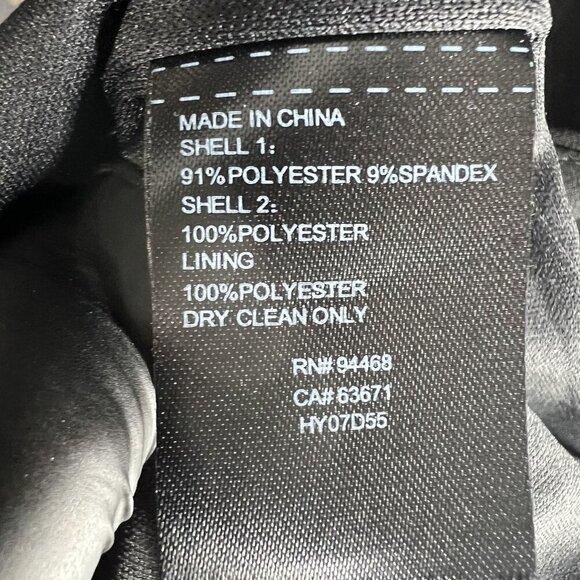 MADE IN CHINA
SHELL 1:
91%POLYESTER 9%SPANDEX
SHELL 2:
100%POLYESTER
LINING
100%POLYESTER
DRY CLEAN ONLY
RN# 94468
CA# 63671
HY07D55